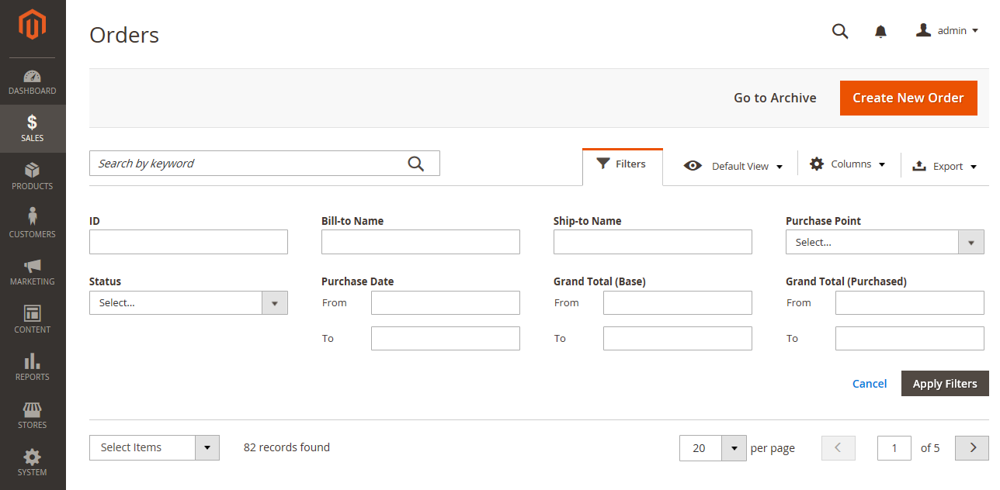 Orders
admin
DASHBOARD
SALES
PRODUCTS
CUSTOMERS
MARKETING
CONTENT
REPORTS
STORES
SYSTEM
Go to Archive
Create New Order
Search by keyword
Filters
Default View
Columns
Export
ID
Bill-to Name
Ship-to Name
Purchase Point
Select...
Status
Purchase Date
Grand Total (Base)
Grand Total (Purchased)
Select...
From
From
From
To
To
To
Cancel
Apply Filters
Select Items
82 records found
20
per page
1
of 5